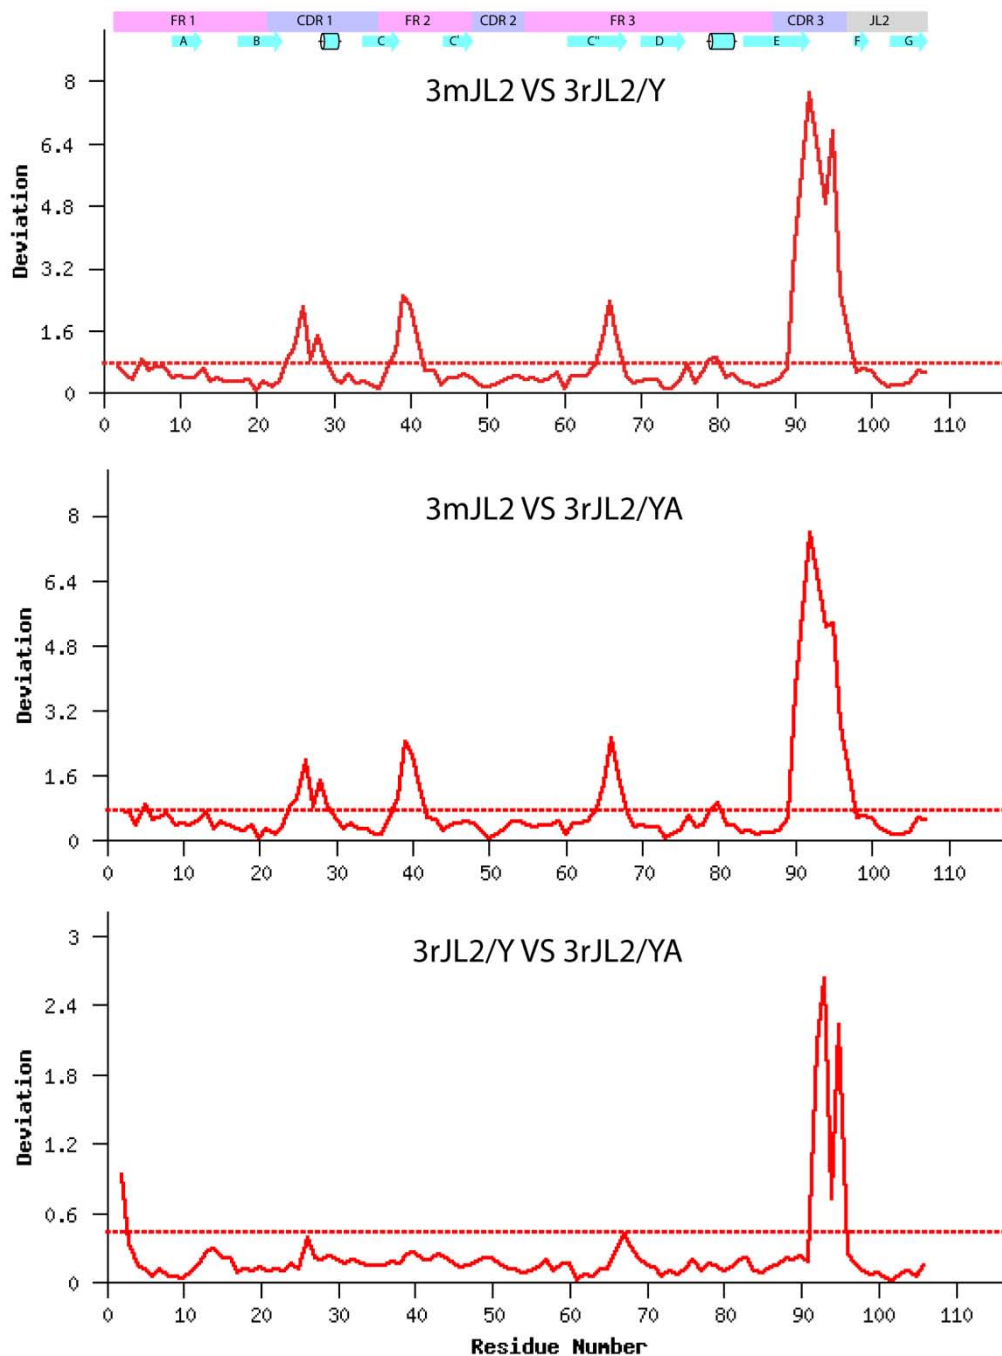 FR 1 CDR 1 FR 2 CDR 2 FR 3 CDR 3 JL2
A B C C' C'' D E F G
3mJL2 VS 3rJL2/Y
8
6.4
4.8
3.2
1.6
0
Deviation
0 10 20 30 40 50 60 70 80 90 100 110
3mJL2 VS 3rJL2/YA
8
6.4
4.8
3.2
1.6
0
Deviation
0 10 20 30 40 50 60 70 80 90 100 110
3rJL2/Y VS 3rJL2/YA
3
2.4
1.8
1.2
0.6
0
Deviation
0 10 20 30 40 50 60 70 80 90 100 110
Residue Number